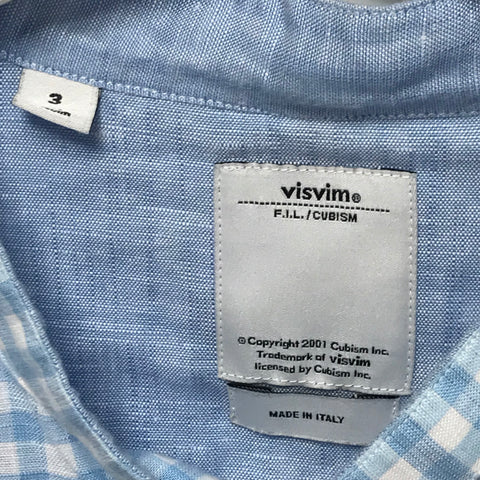 3
visvim®
F.I.L./CUBISM
© Copyright 2001 Cubism Inc.
Trademark of visvim
licensed by Cubism Inc.
MADE IN ITALY